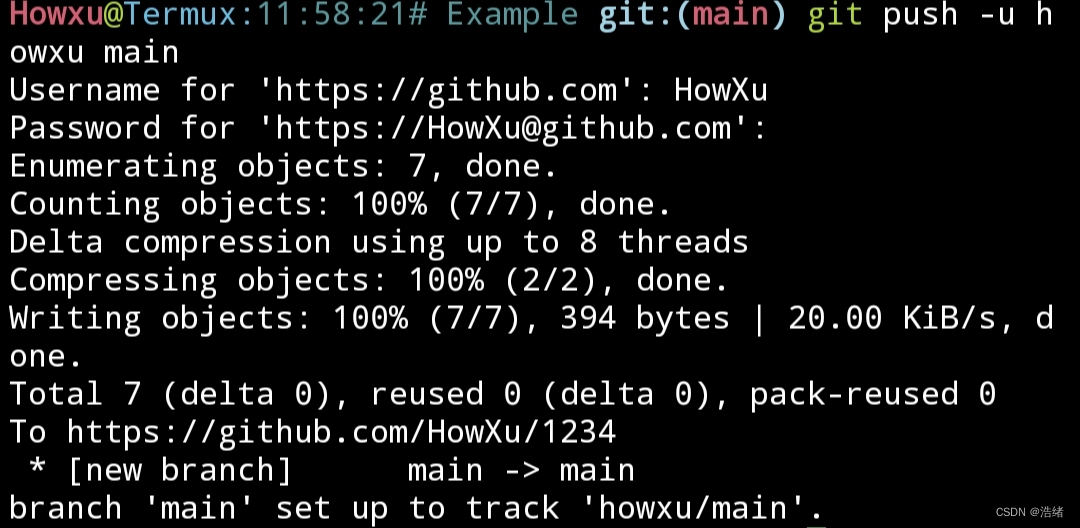 Howxu@Termux:11:58:21# Example git:(main) git push -u h
owxu main
Username for 'https://github.com': HowXu
Password for 'https://HowXu@github.com':
Enumerating objects: 7, done.
Counting objects: 100% (7/7), done.
Delta compression using up to 8 threads
Compressing objects: 100% (2/2), done.
Writing objects: 100% (7/7), 394 bytes | 20.00 KiB/s, d
one.
Total 7 (delta 0), reused 0 (delta 0), pack-reused 0
To https://github.com/HowXu/1234
 * [new branch]      main -> main
branch 'main' set up to track 'howxu/main'.
CSDN @浩绪